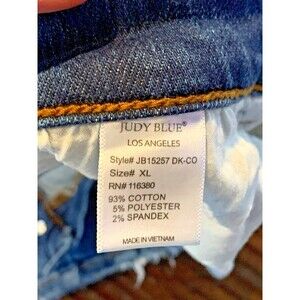 JUDY BLUE®
LOS ANGELES
Style# JB15257 DK-CO
Size# XL
RN# 116380
93% COTTON
5% POLYESTER
2% SPANDEX
MADE IN VIETNAM